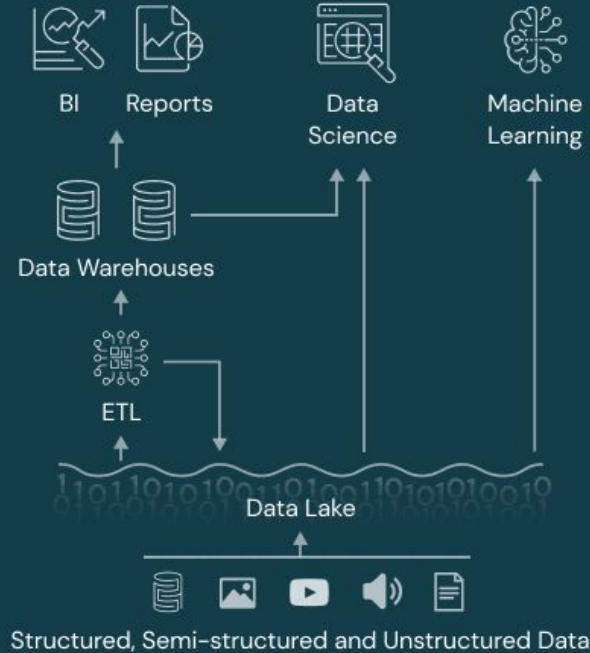 BI Reports
Data
Science
Machine
Learning
Data Warehouses
ETL
Data Lake
Structured, Semi-structured and Unstructured Data